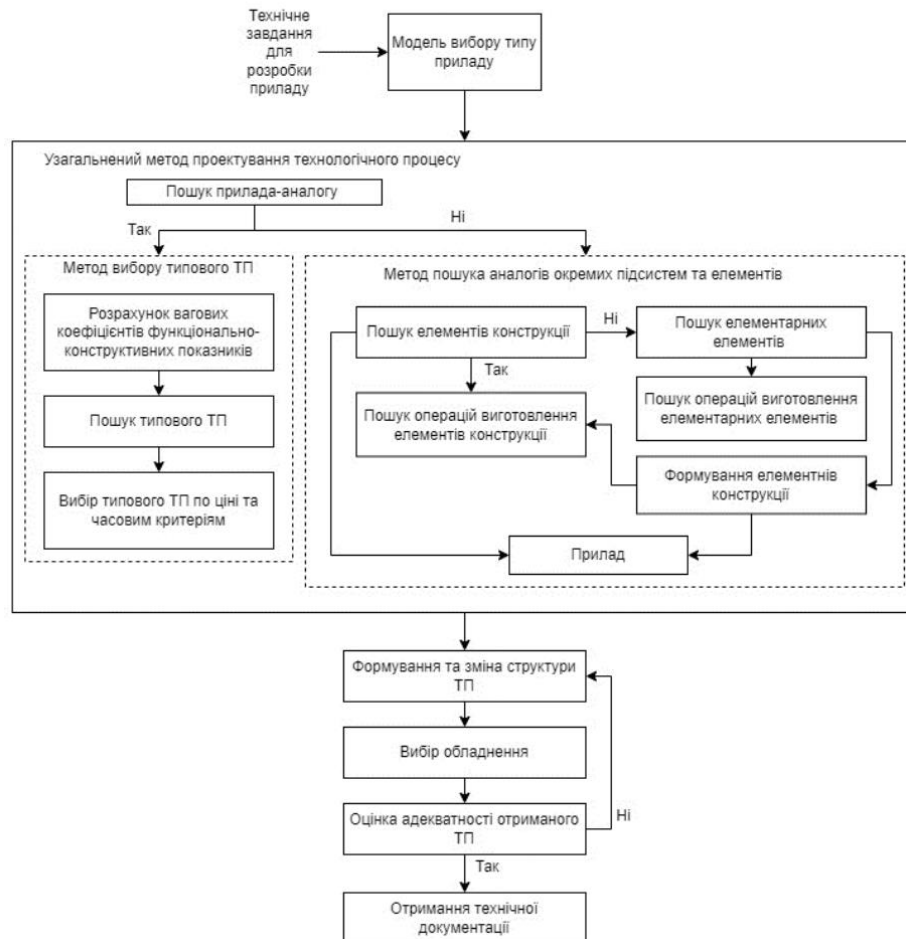 Технічне
завдання
для
розробки
приладу
Модель вибору типу
приладу
Узагальнений метод проектування технологічного процесу
Пошук прилада-аналогу
Так
Ні
Метод вибору типового ТП
Розрахунок вагових
коефіцієнтів функціонально-
конструктивних показників
Пошук типового ТП
Вибір типового ТП по ціні та
часовим критеріям
Метод пошука аналогів окремих підсистем та елементів
Пошук елементів конструкції
Ні
Пошук елементарних
елементів
Так
Пошук операцій виготовлення
елементів конструкції
Пошук операцій виготовлення
елементарних елементів
Формування елементнів
конструкції
Прилад
Формування та зміна структури
ТП
Вибір обладнення
Оцінка адекватності отриманого
ТП
Ні
Так
Отримання технічної
документації